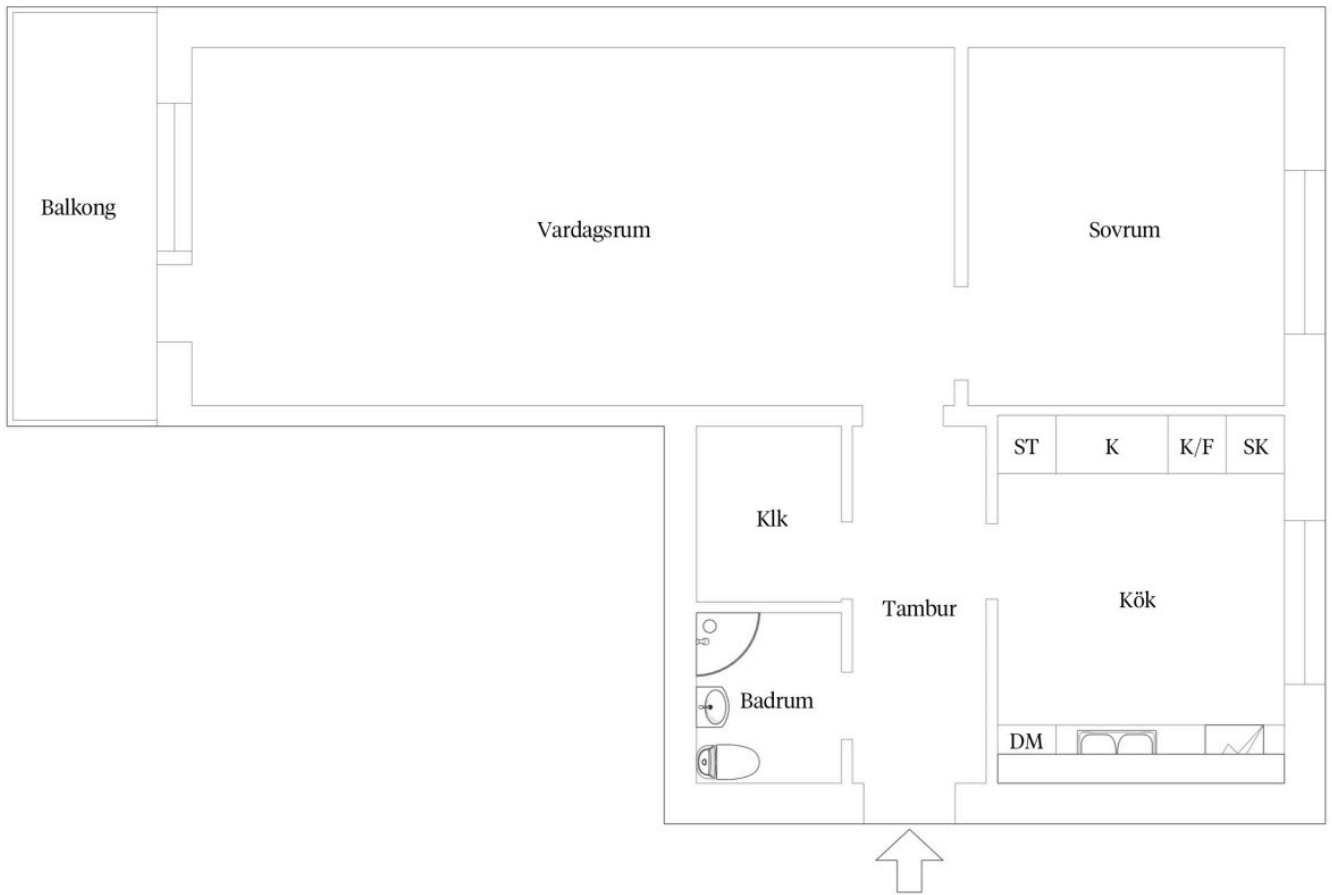 Balkong
Vardagsrum
Sovrum
ST
K
K/F
SK
Klk
Tambur
Kök
Badrum
DM